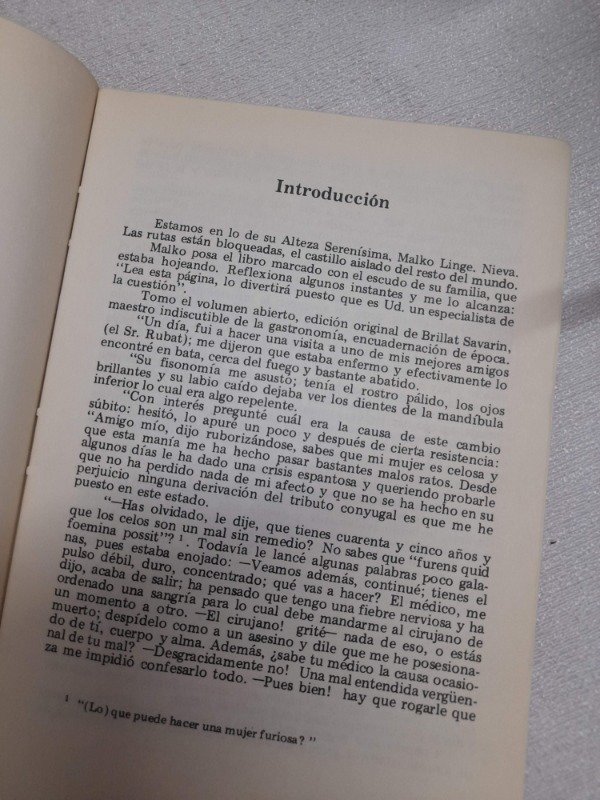 Introducción
Estamos en lo de su Alteza Serenísima, Malko Linge. Nieva.
Las rutas están bloqueadas, el castillo aislado del resto del mundo.
Malko posa el libro marcado con el escudo de su familia, que
estaba hojeando. Reflexiona algunos instantes y me lo alcanza:
"Lea esta página, lo divertirá puesto que es Ud. un especialista de
la cuestión".
Tomo el volumen abierto, edición original de Brillat Savarin,
maestro indiscutible de la gastronomía, encuadernación de época.
"Un día, fui a hacer una visita a uno de mis mejores amigos
(el Sr. Rubat); me dijeron que estaba enfermo y efectivamente lo
encontré en bata, cerca del fuego y bastante abatido.
"Su fisonomía me asustó; tenía el rostro pálido, los ojos
brillantes y su labio caído dejaba ver los dientes de la mandíbula
inferior lo cual era algo repelente.
"Con interés pregunté cuál era la causa de este cambio
súbito: hesitó, lo apuré un poco y después de cierta resistencia:
"Amigo mío, dijo ruborizándose, sabes que mi mujer es celosa y
que esta manía me ha hecho pasar bastantes malos ratos. Desde
algunos días le ha dado una crisis espantosa y queriendo probarle
que no ha perdido nada de mi afecto y que no se ha hecho en su
perjuicio ninguna derivación del tributo conyugal es que me he
puesto en este estado.
"—Has olvidado, le dije, que tienes cuarenta y cinco años y
que los celos son un mal sin remedio? No sabes que "furens quid
foemina possit"? ¹. Todavía le lancé algunas palabras poco gala-
nas, pues estaba enojado: —Veamos además, continué; tienes el
pulso débil, duro, concentrado; qué vas a hacer? El médico, me
dijo, acaba de salir; ha pensado que tengo una fiebre nerviosa y ha
ordenado una sangría para lo cual debe mandarme al cirujano de
un momento a otro. —El cirujano! grité— nada de eso, o estás
muerto; despídelo como a un asesino y dile que me he posesiona-
do de tí, cuerpo y alma. Además, ¿sabe tu médico la causa ocasio-
nal de tu mal? —Desgracidamente no! Una mal entendida vergüen-
za me impidió confesarlo todo. —Pues bien! hay que rogarle que
¹ "(Lo) que puede hacer una mujer furiosa? "